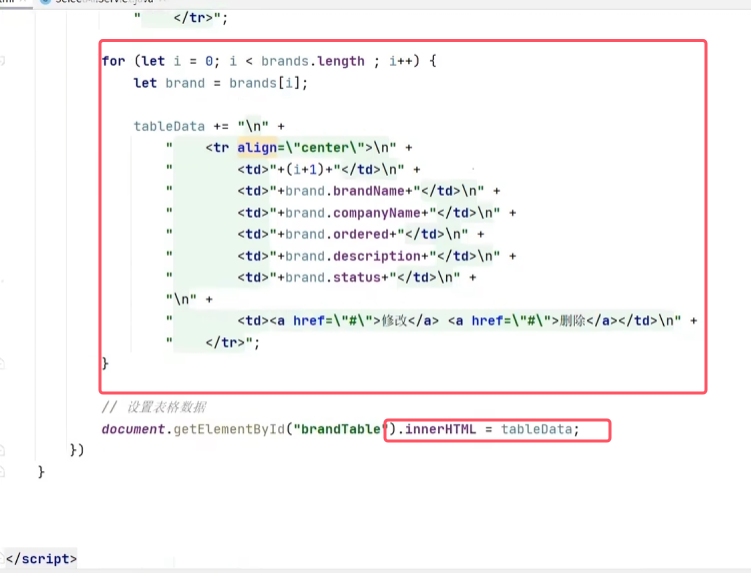 "    </tr>";
for (let i = 0; i < brands.length ; i++) {
    let brand = brands[i];
    tableData += "\n" +
        "    <tr align=\"center\">\n" +
        "        <td>"+(i+1)+"</td>\n" +
        "        <td>"+brand.brandName+"</td>\n" +
        "        <td>"+brand.companyName+"</td>\n" +
        "        <td>"+brand.ordered+"</td>\n" +
        "        <td>"+brand.description+"</td>\n" +
        "        <td>"+brand.status+"</td>\n" +
        "\n" +
        "        <td><a href=\"#\">修改</a> <a href=\"#\">删除</a></td>\n" +
        "    </tr>";
}
// 设置表格数据
document.getElementById("brandTable").innerHTML = tableData;
})
}
</script>